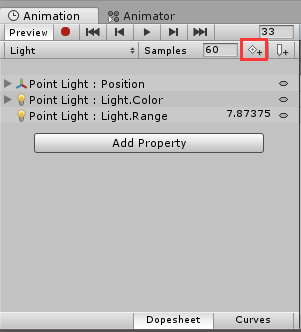 Animation Animator
Preview 33
Light Samples 60
Point Light : Position
Point Light : Light.Color
Point Light : Light.Range 7.87375
Add Property
Dopesheet Curves